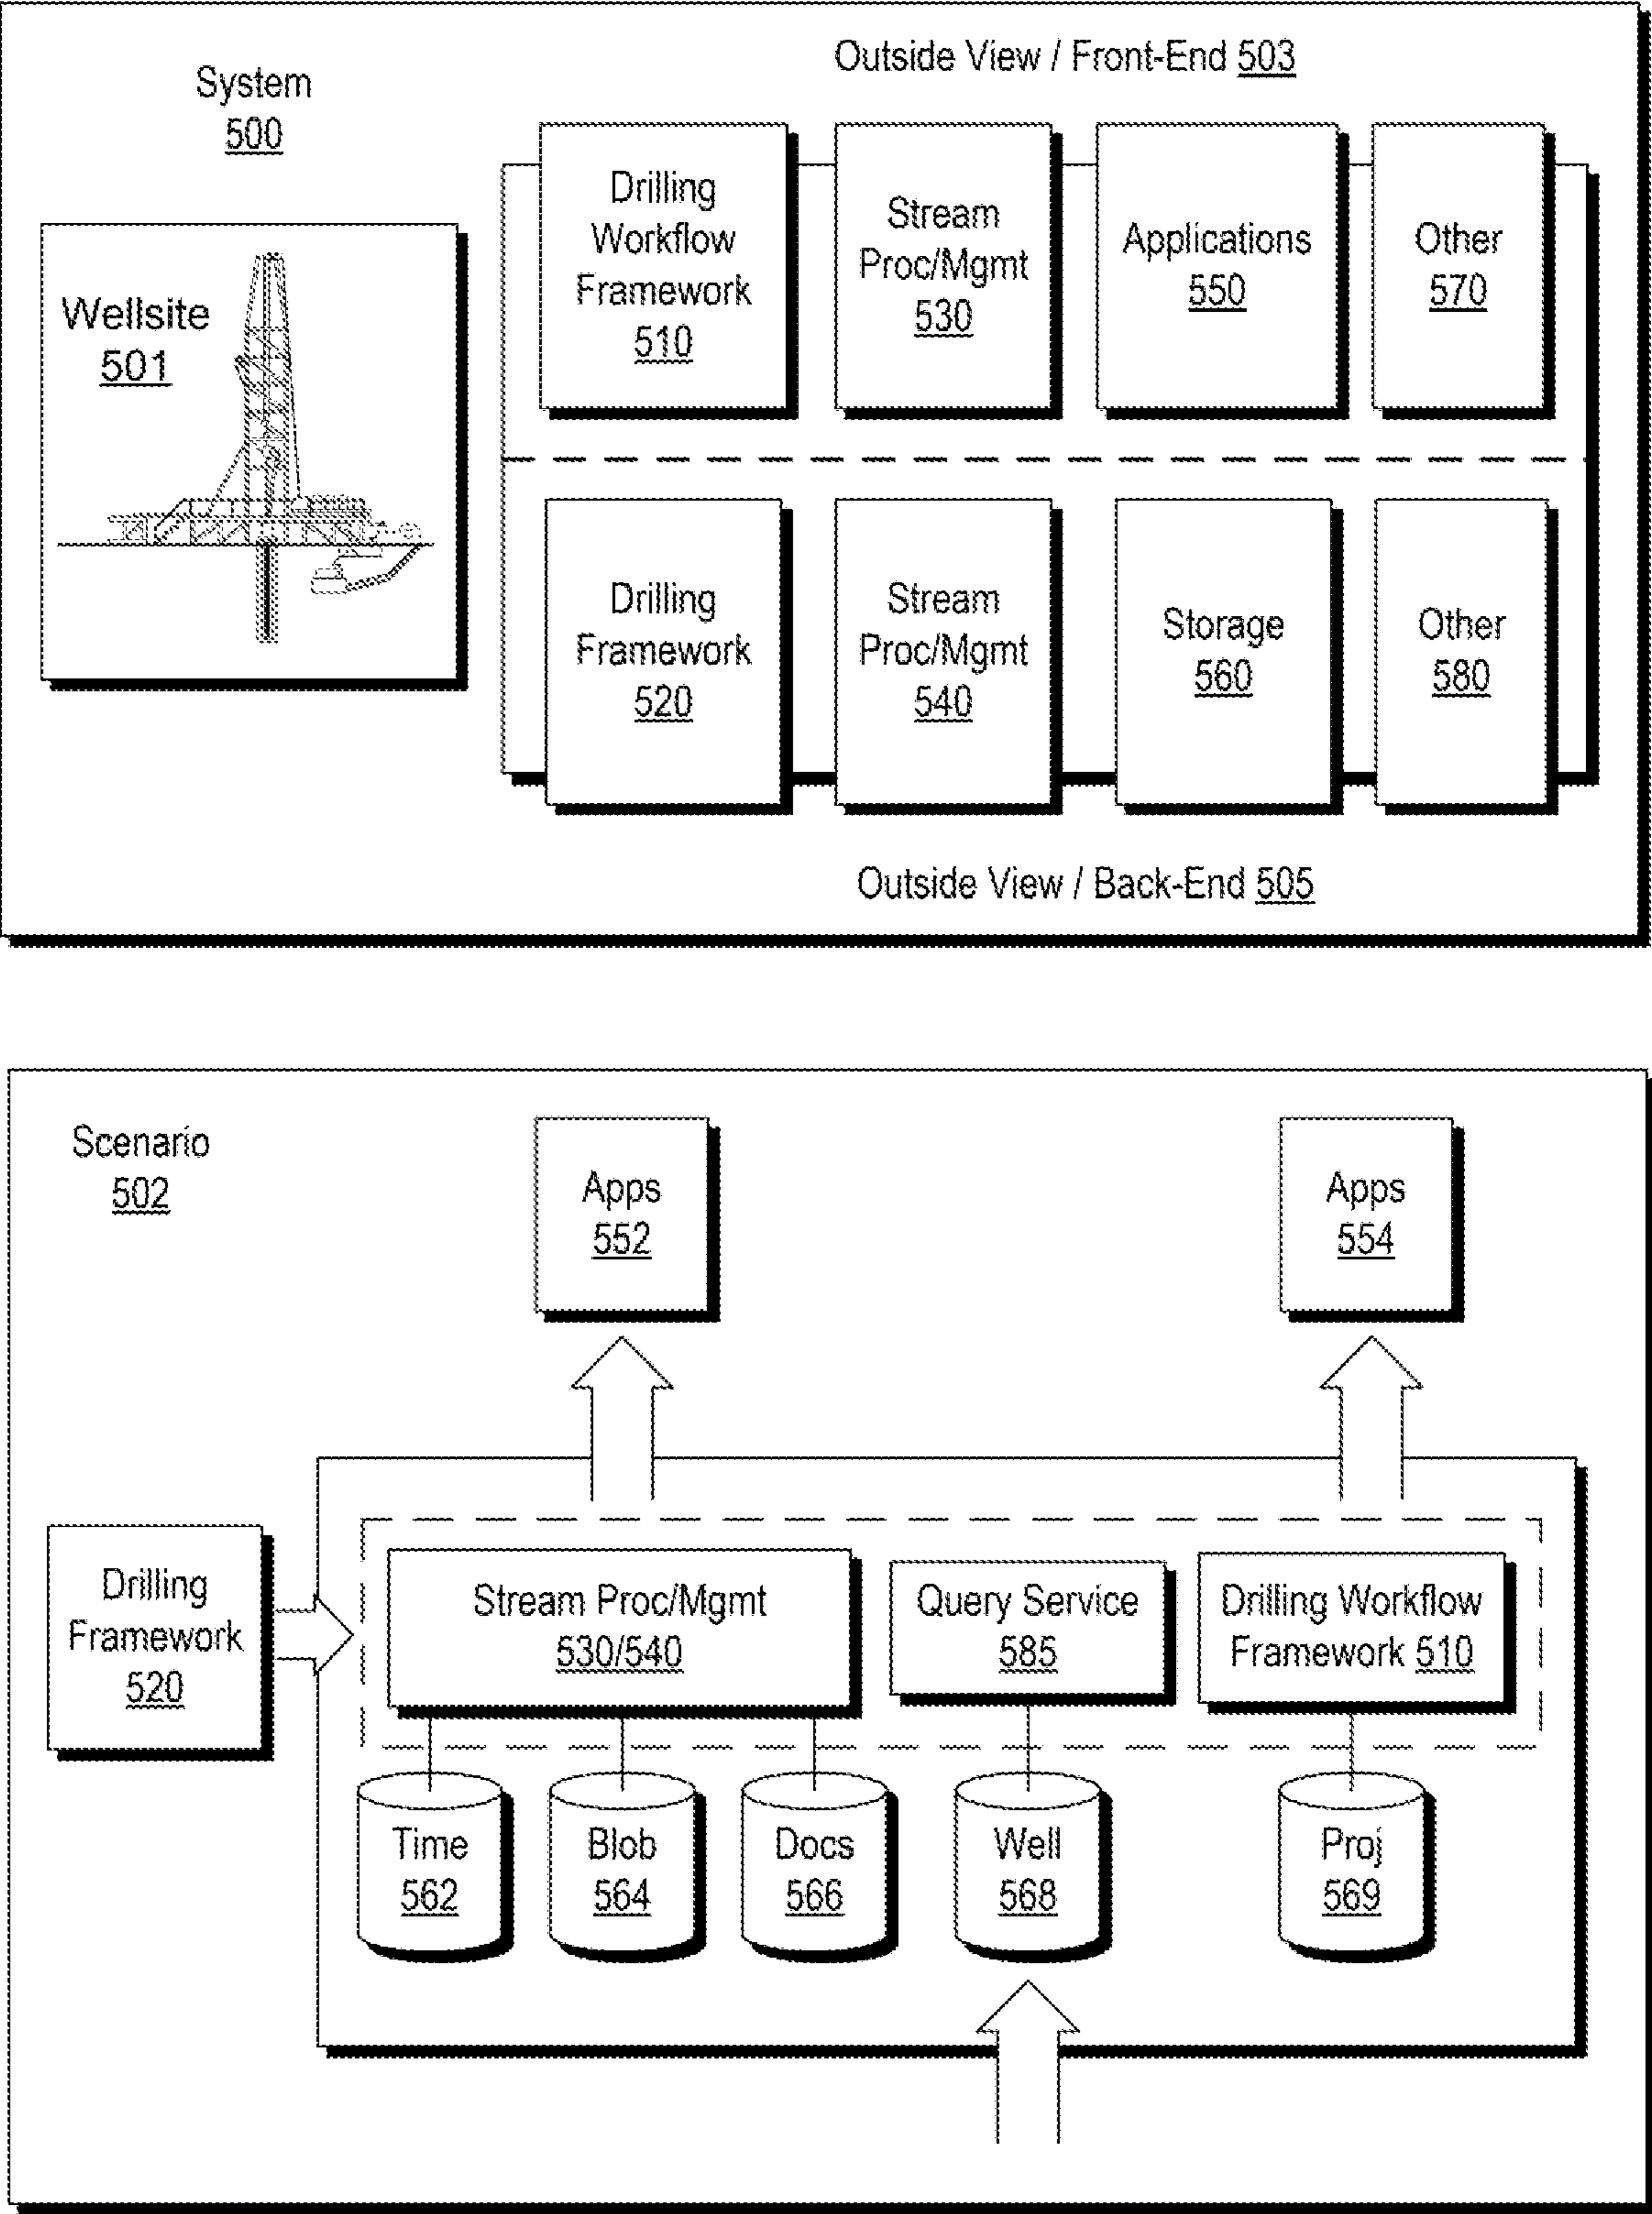 System
500
Outside View / Front-End 503
Wellsite
501
Drilling
Workflow
Framework
510
Stream
Proc/Mgmt
530
Applications
550
Other
570
Drilling
Framework
520
Stream
Proc/Mgmt
540
Storage
560
Other
580
Outside View / Back-End 505
Scenario
502
Apps
552
Apps
554
Drilling
Framework
520
Stream Proc/Mgmt
530/540
Query Service
585
Drilling Workflow
Framework 510
Time
562
Blob
564
Docs
566
Well
568
Proj
569